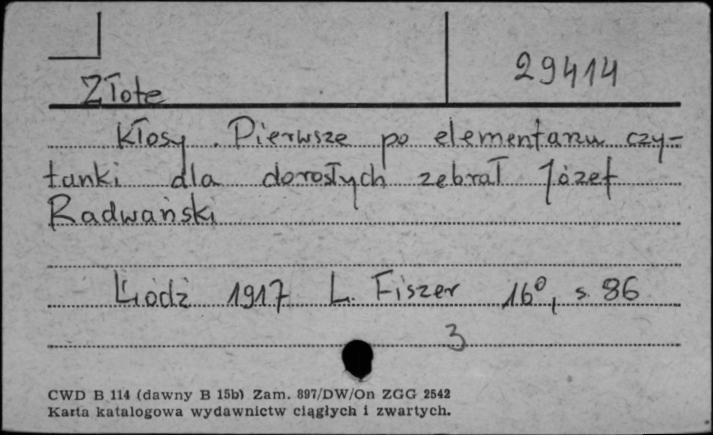 29414
Złote
Kłosy. Pierwsze po elementarzu czy-
tanki dla dorosłych zebrał Józef
Radwański
Łódź 1917 L. Fiszer 16°, s. 86
3
CWD B 114 (dawny B 15b) Zam. 897/DW/On ZGG 2542
Karta katalogowa wydawnictw ciągłych i zwartych.